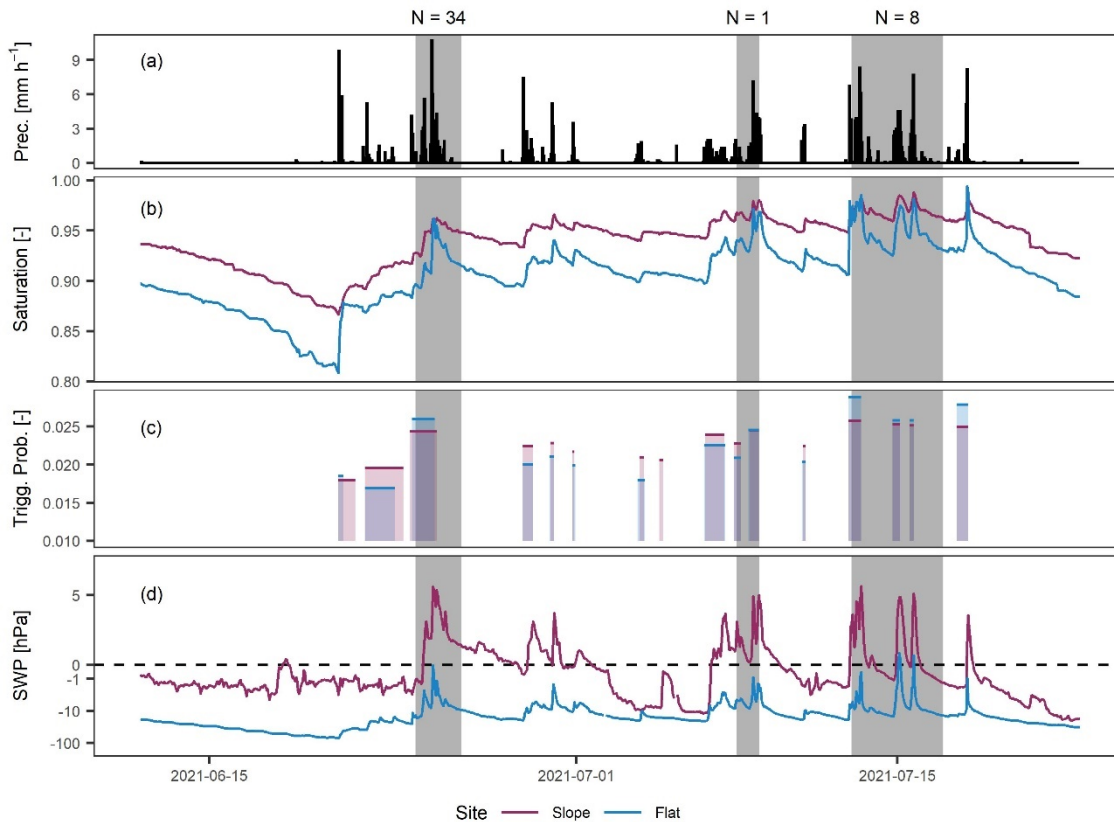 N = 34 N = 1 N = 8
(a)
Prec. [mm h⁻¹]
9
6
3
0
(b)
Saturation [-]
1.00
0.95
0.90
0.85
0.80
(c)
Trigg. Prob. [-]
0.025
0.020
0.015
0.010
(d)
SWP [hPa]
5
0
-1
-10
-100
2021-06-15 2021-07-01 2021-07-15
Site Slope Flat